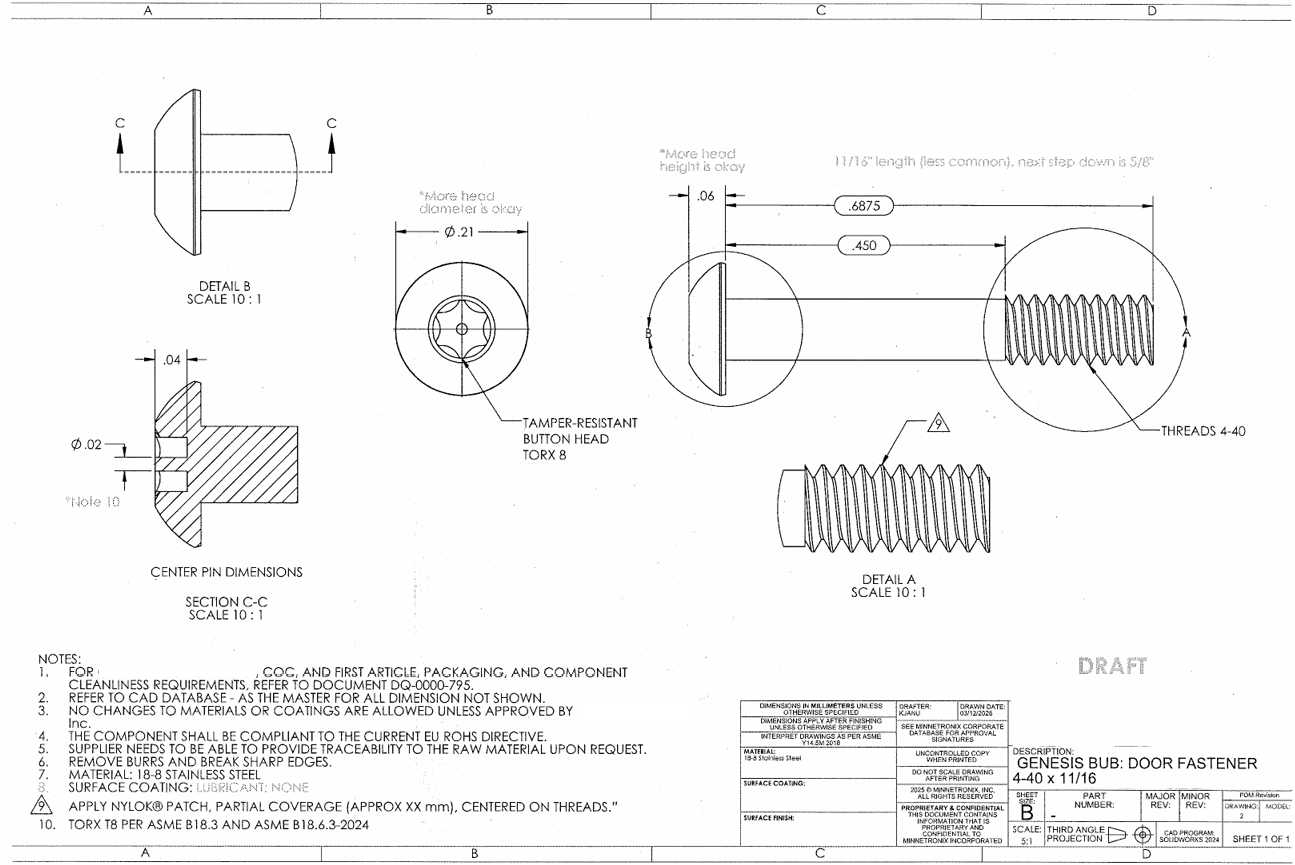 A B C D
C C
DETAIL B
SCALE 10 : 1
*More head
diameter is okay
Ø.21
*More head
height is okay
.06
11/16" length (less common), next step down is 5/8"
.6875
.450
B
A
TAMPER-RESISTANT
BUTTON HEAD
TORX 8
THREADS 4-40
9
DETAIL A
SCALE 10 : 1
.04
Ø.02
*Note 10
CENTER PIN DIMENSIONS
SECTION C-C
SCALE 10 : 1
NOTES:
1. FOR , COC, AND FIRST ARTICLE, PACKAGING, AND COMPONENT
CLEANLINESS REQUIREMENTS, REFER TO DOCUMENT DQ-0000-795.
2. REFER TO CAD DATABASE - AS THE MASTER FOR ALL DIMENSION NOT SHOWN.
3. NO CHANGES TO MATERIALS OR COATINGS ARE ALLOWED UNLESS APPROVED BY
Inc.
4. THE COMPONENT SHALL BE COMPLIANT TO THE CURRENT EU ROHS DIRECTIVE.
5. SUPPLIER NEEDS TO BE ABLE TO PROVIDE TRACEABILITY TO THE RAW MATERIAL UPON REQUEST.
6. REMOVE BURRS AND BREAK SHARP EDGES.
7. MATERIAL: 18-8 STAINLESS STEEL
8. SURFACE COATING: LUBRICANT; NONE
9 APPLY NYLOK® PATCH, PARTIAL COVERAGE (APPROX XX mm), CENTERED ON THREADS."
10. TORX T8 PER ASME B18.3 AND ASME B18.6.3-2024
DRAFT
DIMENSIONS IN MILLIMETERS UNLESS
OTHERWISE SPECIFIED
DIMENSIONS APPLY AFTER FINISHING
UNLESS OTHERWISE SPECIFIED
INTERPRET DRAWINGS AS PER ASME
Y14.5M 2018
MATERIAL:
18-8 Stainless Steel
SURFACE COATING:
SURFACE FINISH:
DRAFTER:
KJANU
DRAWN DATE:
SEE MINNETRONIX CORPORATE
DATABASE FOR APPROVAL
SIGNATURES
UNCONTROLLED COPY
WHEN PRINTED
DO NOT SCALE DRAWING
AFTER PRINTING
2025 © MINNETRONIX, INC.
ALL RIGHTS RESERVED
PROPRIETARY & CONFIDENTIAL
THIS DOCUMENT CONTAINS
INFORMATION THAT IS
PROPRIETARY AND
CONFIDENTIAL TO
MINNETRONIX INCORPORATED
DESCRIPTION:
GENESIS BUB: DOOR FASTENER
4-40 x 11/16
SHEET
SIZE:
B
PART
NUMBER:
-
MAJOR
REV:
MINOR
REV:
PDM Revision
DRAWING:
2
MODEL:
SCALE:
5:1
THIRD ANGLE
PROJECTION
CAD PROGRAM:
SOLIDWORKS 2024
SHEET 1 OF 1
A B C D